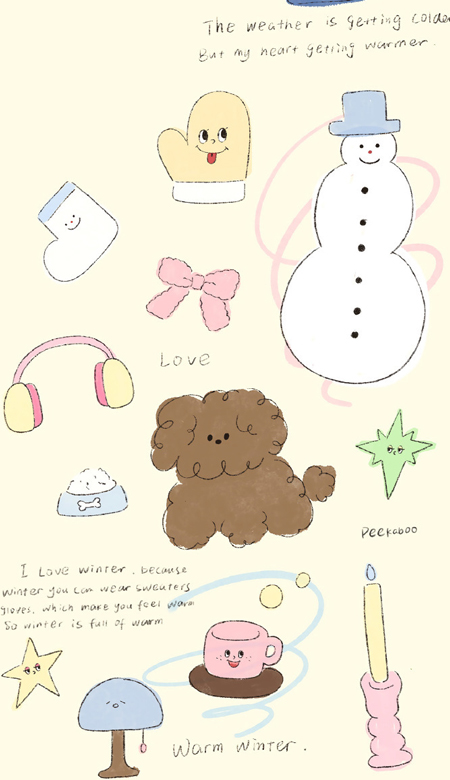 The weather is getting colder
But my heart getting warmer.
Love
Peekaboo
I Love winter. because
winter you can wear sweaters
gloves. which make you feel warm
So winter is full of warm
Warm winter.